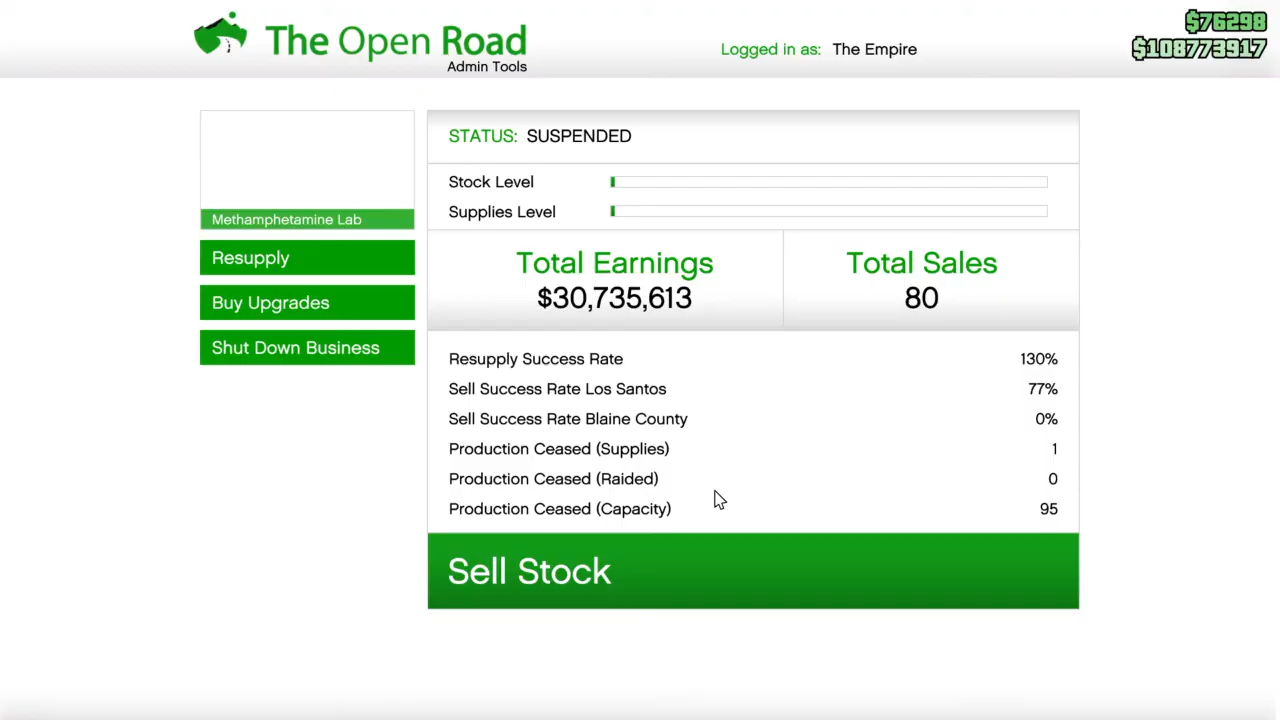 The Open Road
Admin Tools
Logged in as: The Empire
$76298
$108773917
Methamphetamine Lab
Resupply
Buy Upgrades
Shut Down Business
STATUS: SUSPENDED
Stock Level
Supplies Level
Total Earnings
$30,735,613
Total Sales
80
Resupply Success Rate 130%
Sell Success Rate Los Santos 77%
Sell Success Rate Blaine County 0%
Production Ceased (Supplies) 1
Production Ceased (Raided) 0
Production Ceased (Capacity) 95
Sell Stock